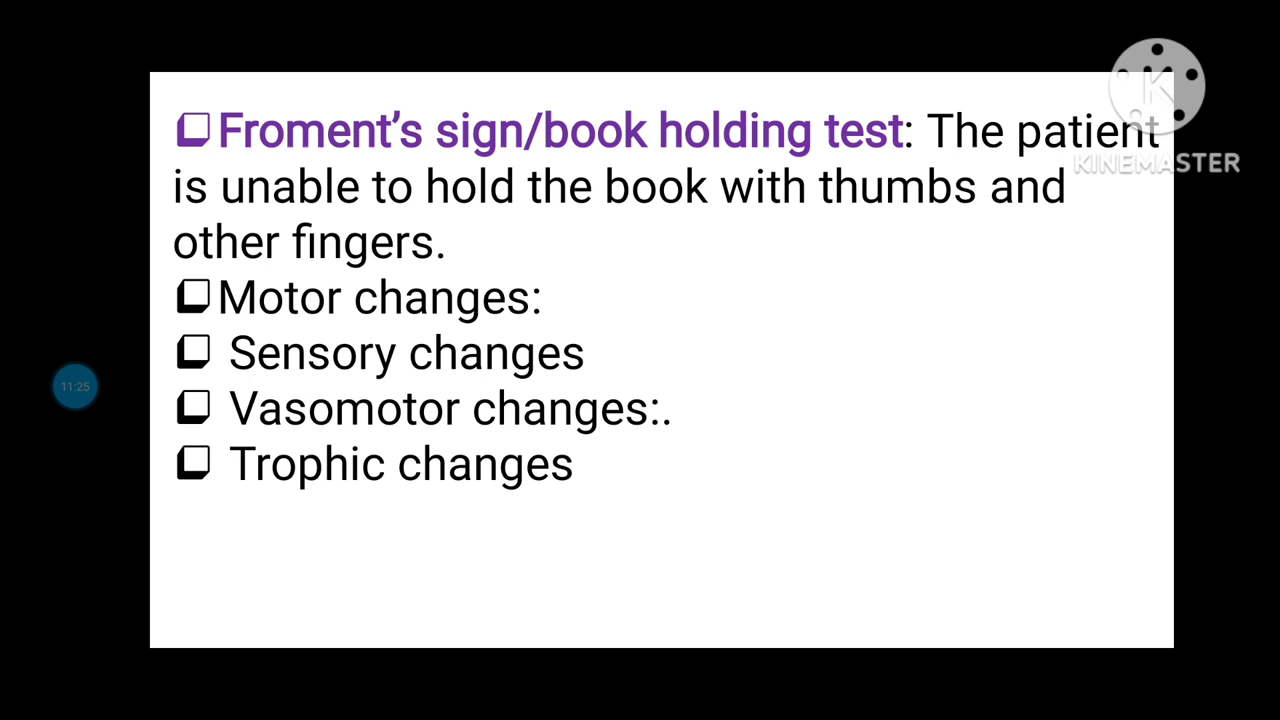 ❑Froment’s sign/book holding test: The patient
is unable to hold the book with thumbs and
other fingers.
❑Motor changes:
❑ Sensory changes
❑ Vasomotor changes:.
❑ Trophic changes
K
KINEMASTER
11:25